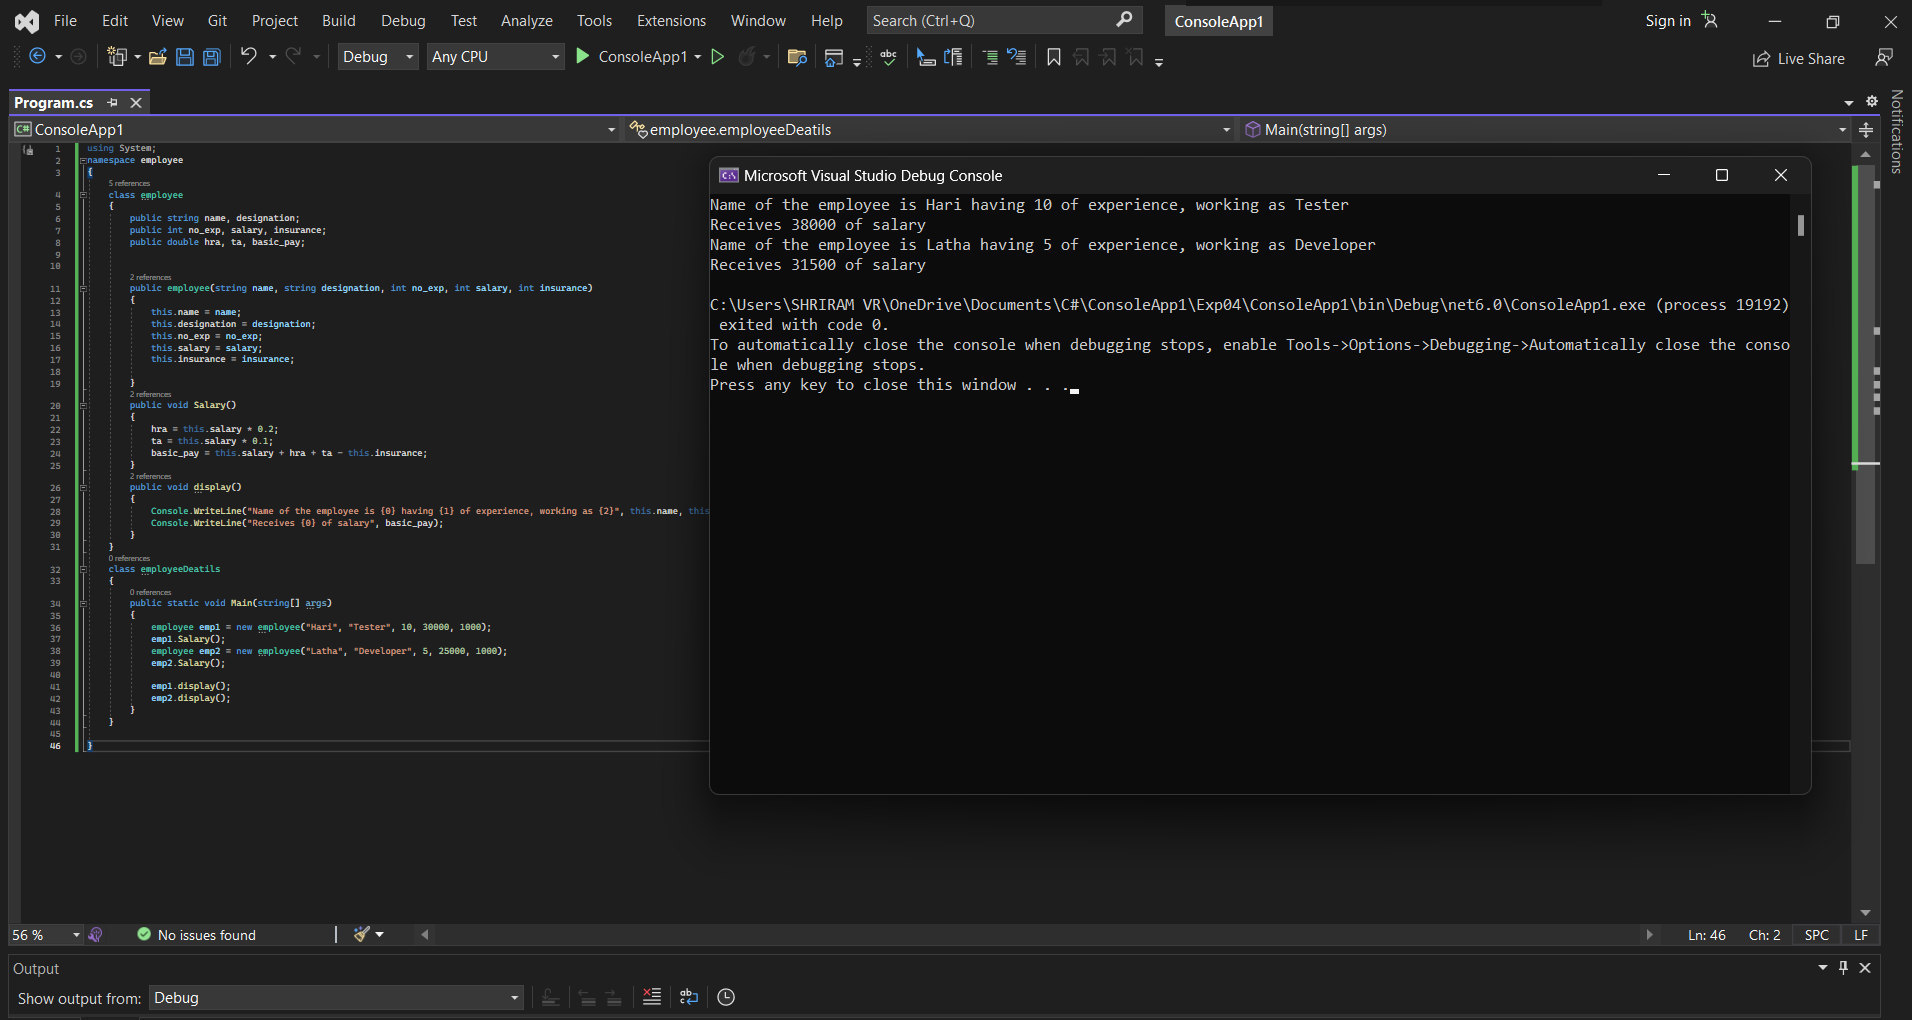 File Edit View Git Project Build Debug Test Analyze Tools Extensions Window Help Search (Ctrl+Q) ConsoleApp1 Sign in
Debug Any CPU ConsoleApp1 Live Share
Program.cs
Notifications
ConsoleApp1 employee.employeeDeatils Main(string[] args)
1 using System;
2 namespace employee
3 {
5 references
4 class employee
5 {
6 public string name, designation;
7 public int no_exp, salary, insurance;
8 public double hra, ta, basic_pay;
9
10
2 references
11 public employee(string name, string designation, int no_exp, int salary, int insurance)
12 {
13 this.name = name;
14 this.designation = designation;
15 this.no_exp = no_exp;
16 this.salary = salary;
17 this.insurance = insurance;
18
19 }
2 references
20 public void Salary()
21 {
22 hra = this.salary * 0.2;
23 ta = this.salary * 0.1;
24 basic_pay = this.salary + hra + ta - this.insurance;
25 }
2 references
26 public void display()
27 {
28 Console.WriteLine("Name of the employee is {0} having {1} of experience, working as {2}", this.name, this
29 Console.WriteLine("Receives {0} of salary", basic_pay);
30 }
31 }
0 references
32 class employeeDeatils
33 {
0 references
34 public static void Main(string[] args)
35 {
36 employee emp1 = new employee("Hari", "Tester", 10, 30000, 1000);
37 emp1.Salary();
38 employee emp2 = new employee("Latha", "Developer", 5, 25000, 1000);
39 emp2.Salary();
40
41 emp1.display();
42 emp2.display();
43 }
44 }
45
46 }
Microsoft Visual Studio Debug Console
Name of the employee is Hari having 10 of experience, working as Tester
Receives 38000 of salary
Name of the employee is Latha having 5 of experience, working as Developer
Receives 31500 of salary
C:\Users\SHRIRAM VR\OneDrive\Documents\C#\ConsoleApp1\Exp04\ConsoleApp1\bin\Debug\net6.0\ConsoleApp1.exe (process 19192)
exited with code 0.
To automatically close the console when debugging stops, enable Tools->Options->Debugging->Automatically close the conso
le when debugging stops.
Press any key to close this window . . .
56 % No issues found Ln: 46 Ch: 2 SPC LF
Output
Show output from: Debug